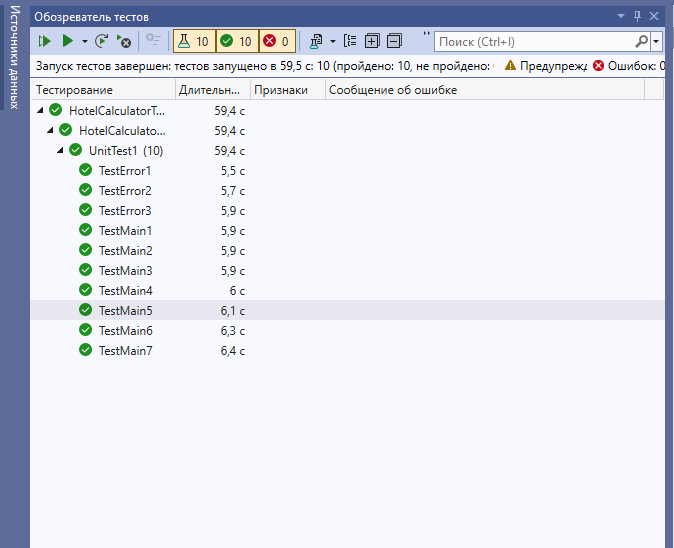 Источники данных
Обозреватель тестов
10 10 0
Поиск (Ctrl+I)
Запуск тестов завершен: тестов запущено в 59,5 с: 10 (пройдено: 10, не пройдено: Предупрежд Ошибок: 0
Тестирование Длительн... Признаки Сообщение об ошибке
HotelCalculatorT... 59,4 с
HotelCalculato... 59,4 с
UnitTest1 (10) 59,4 с
TestError1 5,5 с
TestError2 5,7 с
TestError3 5,9 с
TestMain1 5,9 с
TestMain2 5,9 с
TestMain3 5,9 с
TestMain4 6 с
TestMain5 6,1 с
TestMain6 6,3 с
TestMain7 6,4 с